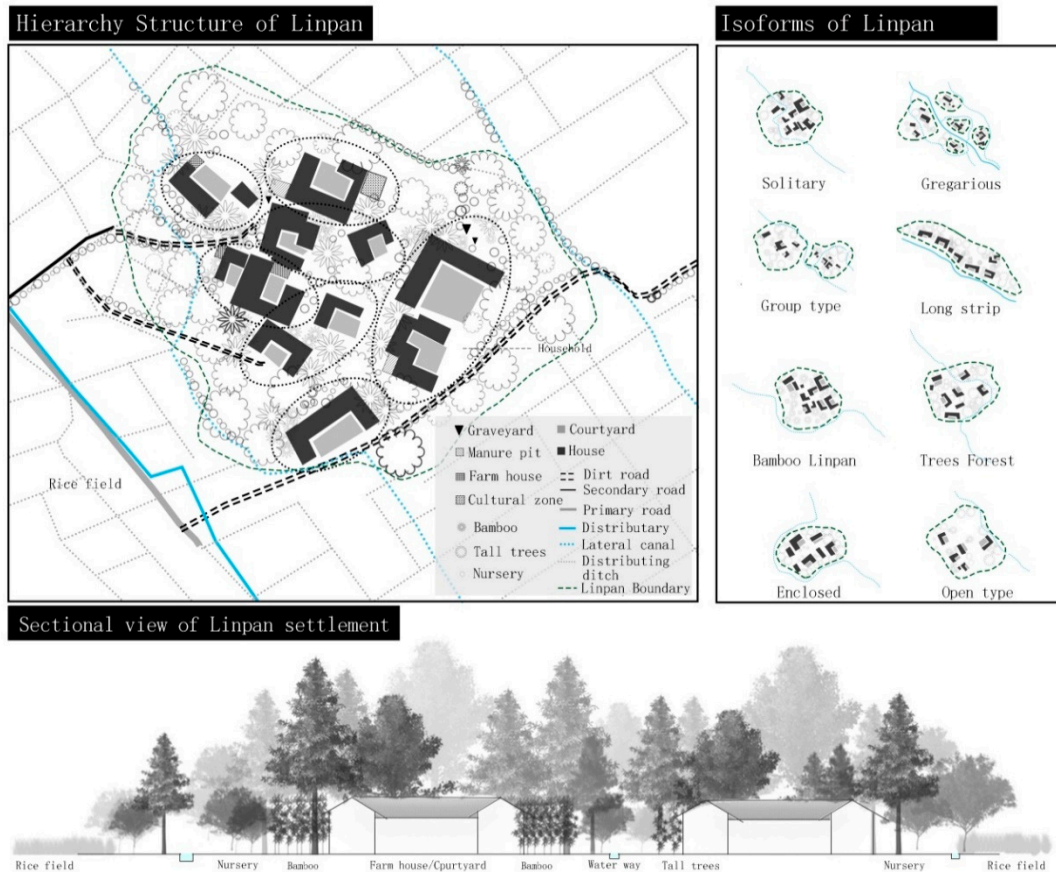 Hierarchy Structure of Linpan
Household
Rice field
Graveyard
Manure pit
Farm house
Cultural zone
Bamboo
Tall trees
Nursery
Courtyard
House
Dirt road
Secondary road
Primary road
Distributary
Lateral canal
Distributing
ditch
Linpan Boundary
Isoforms of Linpan
Solitary
Gregarious
Group type
Long strip
Bamboo Linpan
Trees Forest
Enclosed
Open type
Sectional view of Linpan settlement
Rice field
Nursery
Bamboo
Farm house/Cpurtyard
Bamboo
Water way
Tall trees
Nursery
Rice field